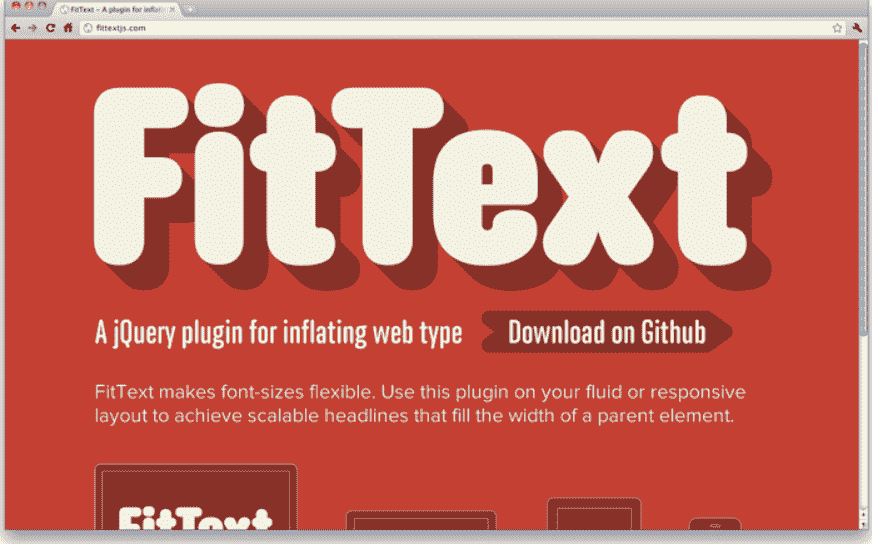 FitText - A plugin for inflati
fittextjs.com
FitText
A jQuery plugin for inflating web type
Download on Github
FitText makes font-sizes flexible. Use this plugin on your fluid or responsive
layout to achieve scalable headlines that fill the width of a parent element.
FitText